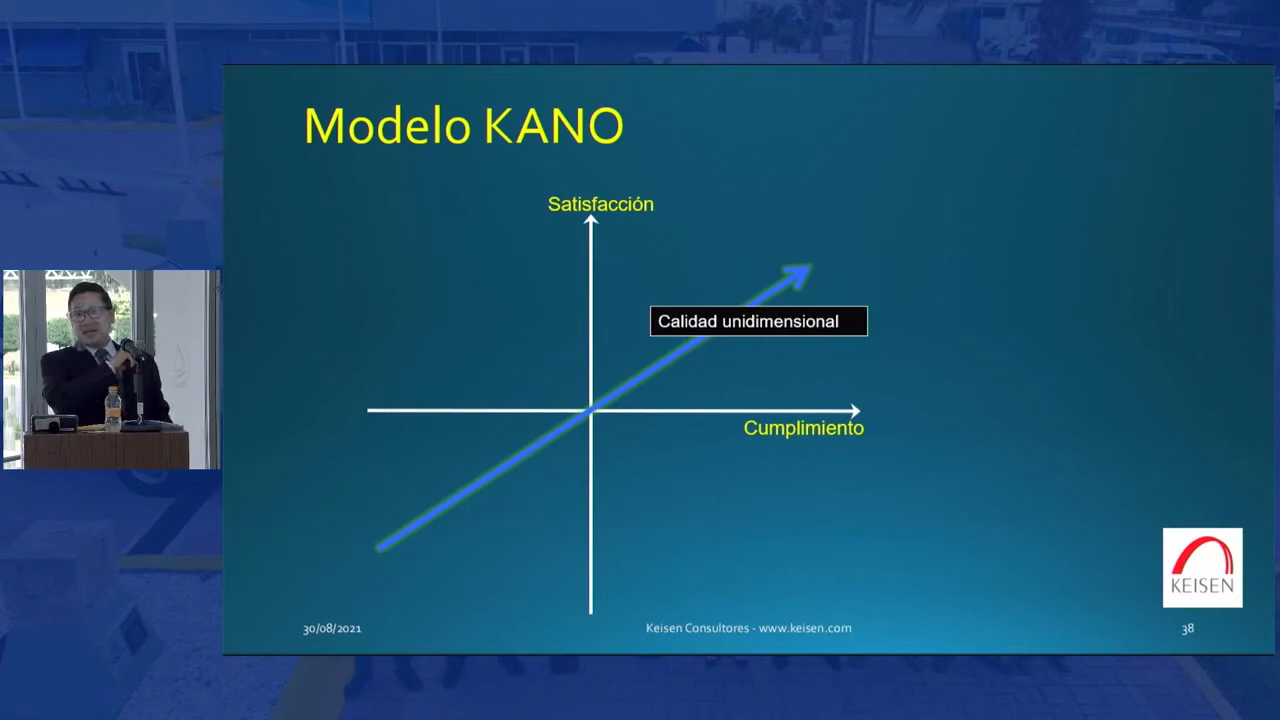 Modelo KANO
Satisfacción
Calidad unidimensional
Cumplimiento
KEISEN
30/08/2021
Keisen Consultores - www.keisen.com
38